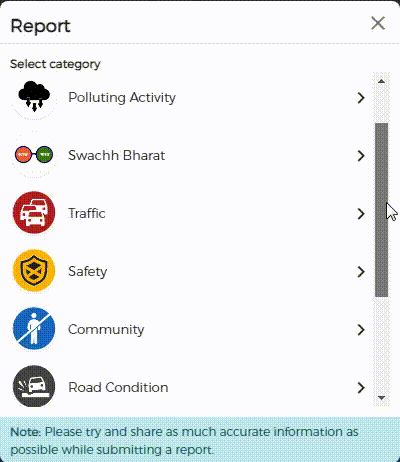 Report
Select category
Polluting Activity
Swachh Bharat
Traffic
Safety
Community
Road Condition
Note: Please try and share as much accurate information as
possible while submitting a report.